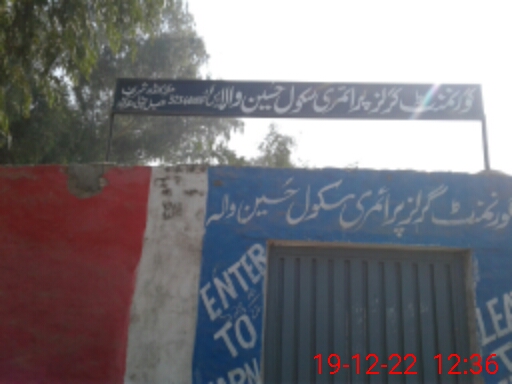 گورنمنٹ گرلز پرائمری سکول حسین والا
گورنمنٹ گرلز پرائمری سکول حسین والہ
ENTER
TO
19-12-22 12:36